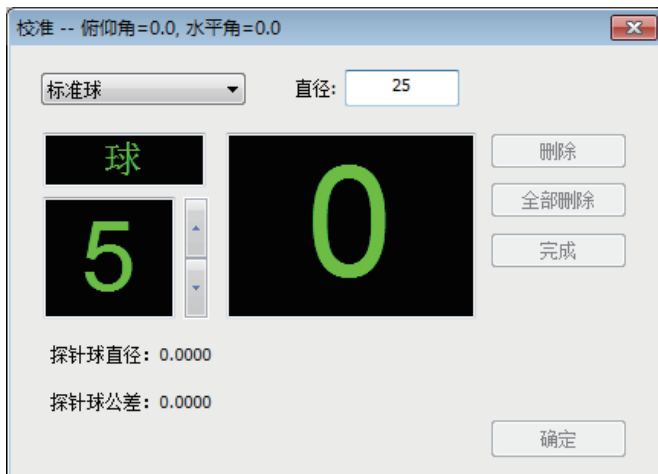 校准 -- 俯仰角=0.0, 水平角=0.0
标准球
直径:
25
球
5
0
删除
全部删除
完成
探针球直径：0.0000
探针球公差：0.0000
确定